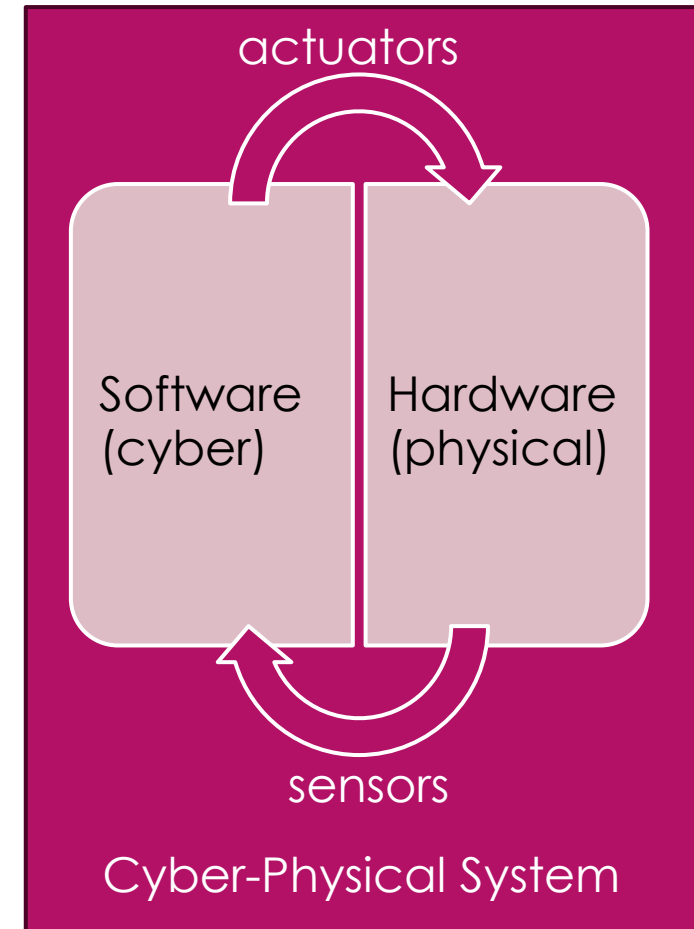 actuators
Software
(cyber)
Hardware
(physical)
sensors
Cyber-Physical System